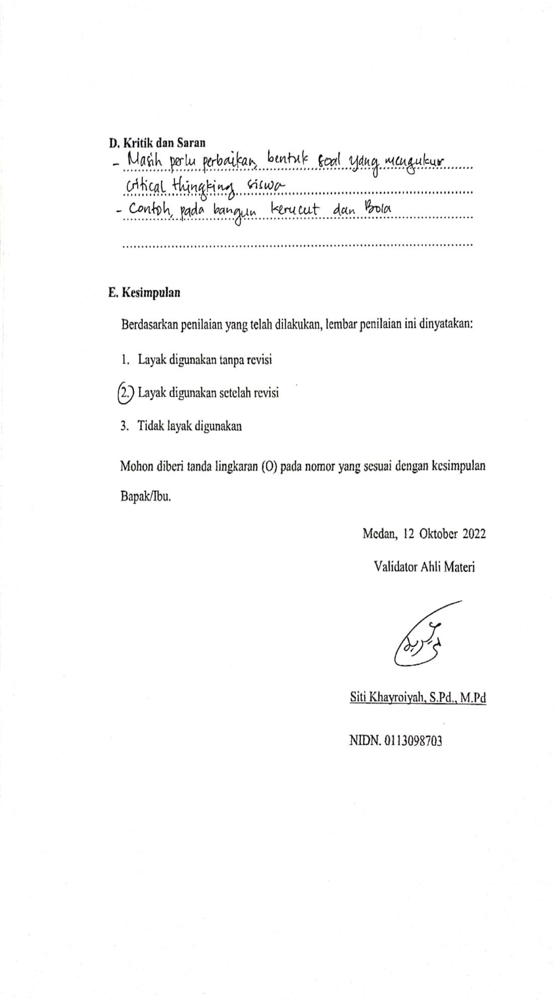 D. Kritik dan Saran
- Masih perlu perbaikan, bentuk soal yang mengukur
critical thingking siswa
- Contoh, pada bangun kerucut dan Bola
E. Kesimpulan
Berdasarkan penilaian yang telah dilakukan, lembar penilaian ini dinyatakan:
1. Layak digunakan tanpa revisi
2. Layak digunakan setelah revisi
3. Tidak layak digunakan
Mohon diberi tanda lingkaran (O) pada nomor yang sesuai dengan kesimpulan
Bapak/Ibu.
Medan, 12 Oktober 2022
Validator Ahli Materi
Siti Khayroiyah, S.Pd., M.Pd
NIDN. 0113098703